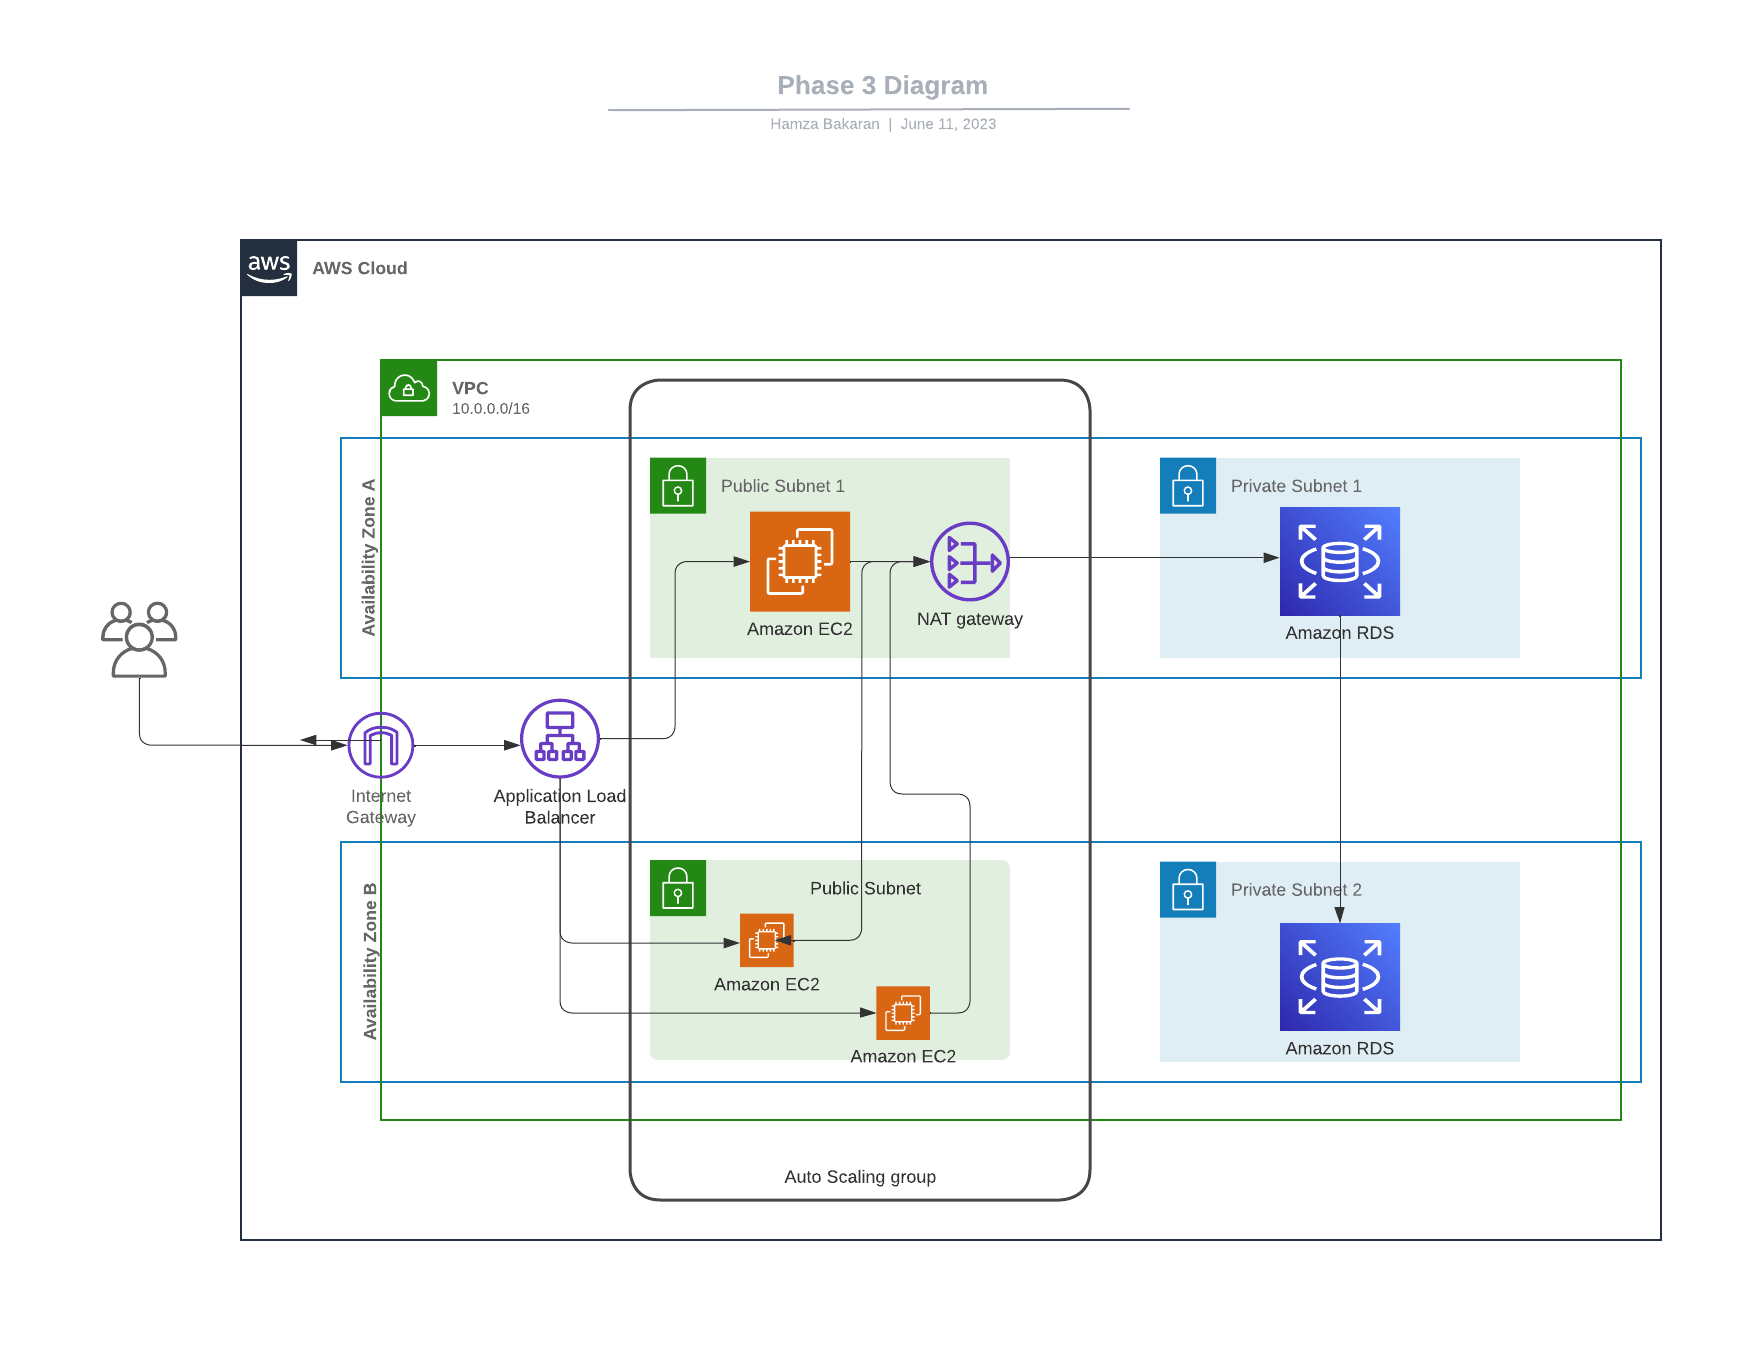 Phase 3 Diagram
Hamza Bakaran | June 11, 2023
aws
AWS Cloud
VPC
10.0.0.0/16
Availability Zone A
Public Subnet 1
Amazon EC2
NAT gateway
Private Subnet 1
Amazon RDS
Internet
Gateway
Application Load
Balancer
Availability Zone B
Public Subnet
Amazon EC2
Amazon EC2
Private Subnet 2
Amazon RDS
Auto Scaling group